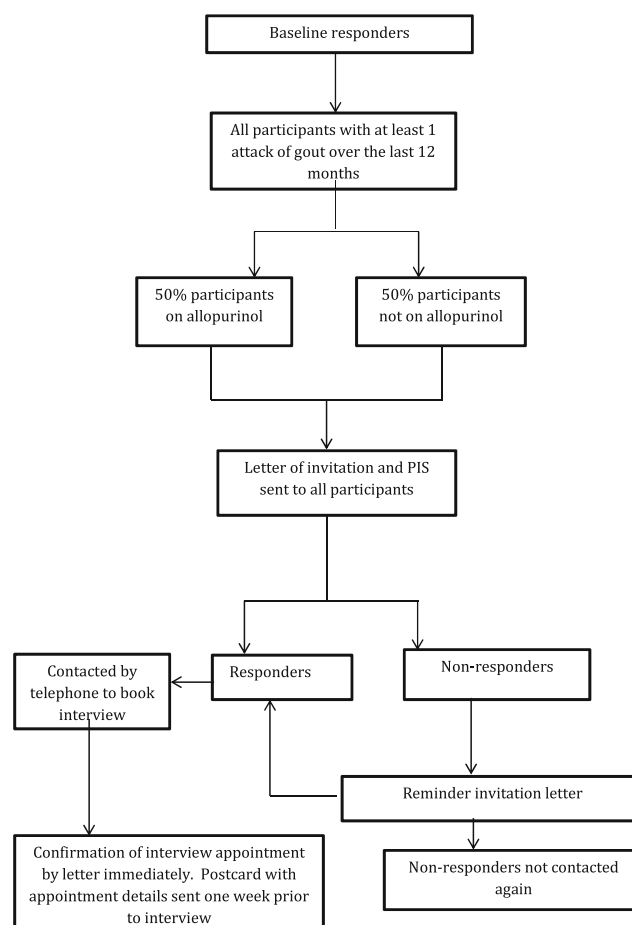 Baseline responders
All participants with at least 1
attack of gout over the last 12
months
50% participants
on allopurinol
50% participants
not on allopurinol
Letter of invitation and PIS
sent to all participants
Contacted by
telephone to book
interview
Responders
Non-responders
Reminder invitation letter
Confirmation of interview appointment
by letter immediately.  Postcard with
appointment details sent one week prior
to interview
Non-responders not contacted
again